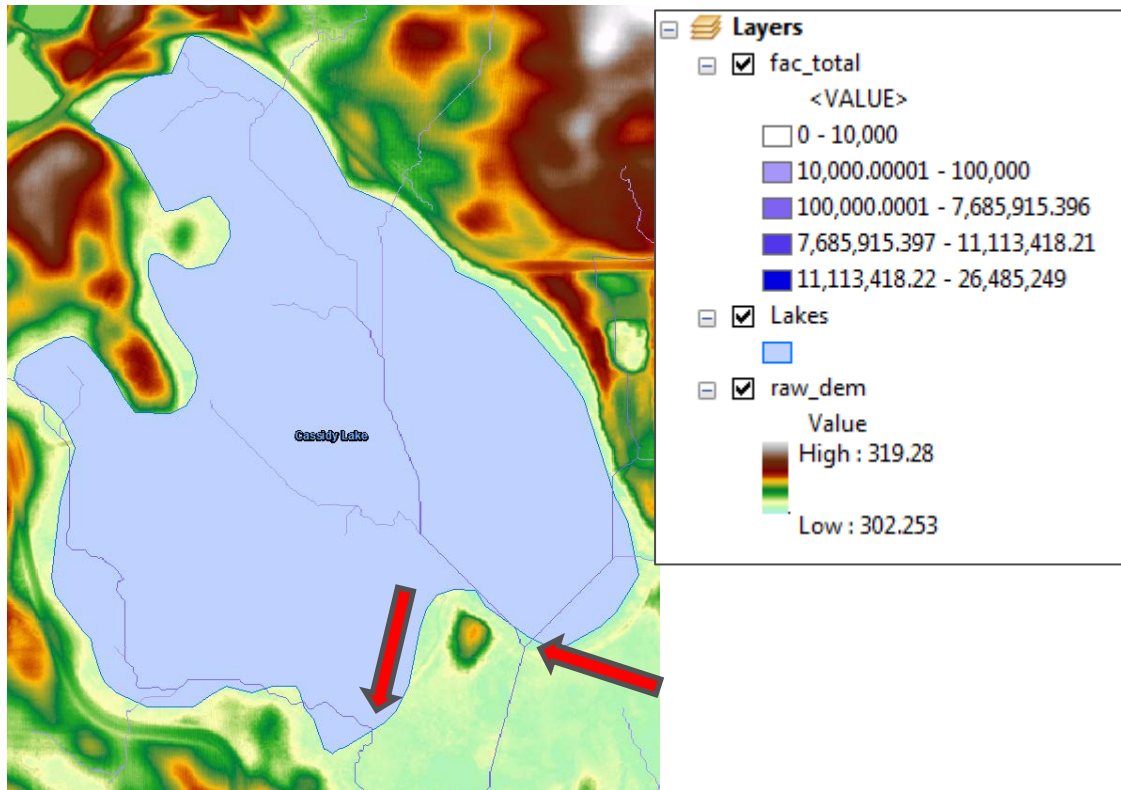 Cassidy Lake
Layers
fac_total
<VALUE>
0 - 10,000
10,000.00001 - 100,000
100,000.0001 - 7,685,915.396
7,685,915.397 - 11,113,418.21
11,113,418.22 - 26,485,249
Lakes
raw_dem
Value
High : 319.28
Low : 302.253